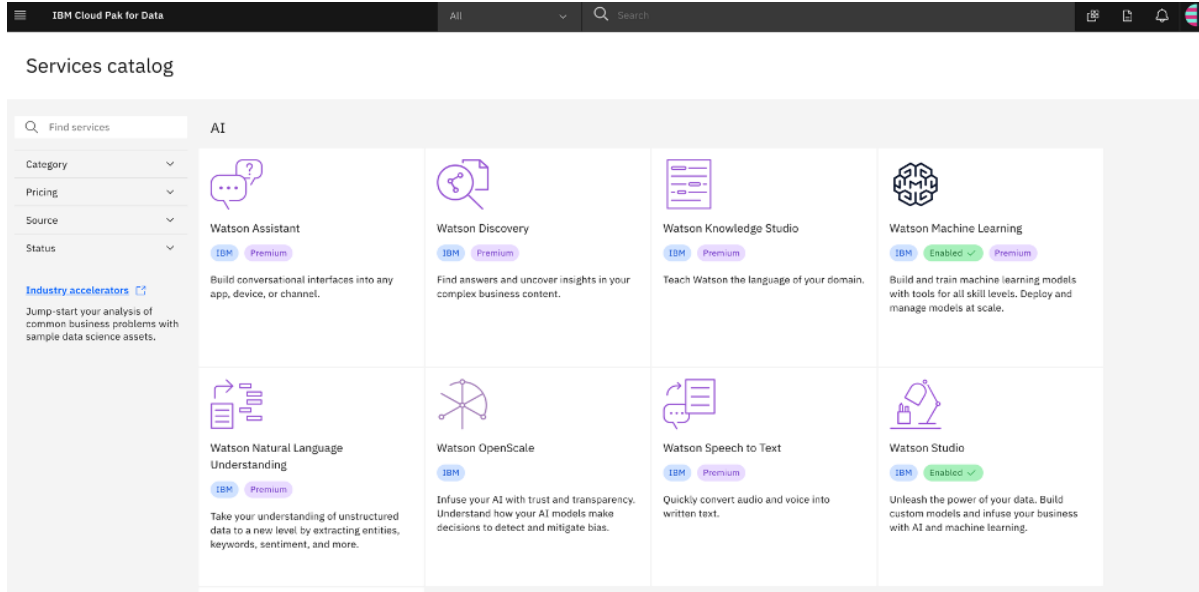 IBM Cloud Pak for Data
All
Search
Services catalog
Find services
Category
Pricing
Source
Status
Industry accelerators
Jump-start your analysis of
common business problems with
sample data science assets.
AI
Watson Assistant
IBM Premium
Build conversational interfaces into any
app, device, or channel.
Watson Discovery
IBM Premium
Find answers and uncover insights in your
complex business content.
Watson Knowledge Studio
IBM Premium
Teach Watson the language of your domain.
Watson Machine Learning
IBM Enabled Premium
Build and train machine learning models
with tools for all skill levels. Deploy and
manage models at scale.
Watson Natural Language
Understanding
IBM Premium
Take your understanding of unstructured
data to a new level by extracting entities,
keywords, sentiment, and more.
Watson OpenScale
IBM
Infuse your AI with trust and transparency.
Understand how your AI models make
decisions to detect and mitigate bias.
Watson Speech to Text
IBM Premium
Quickly convert audio and voice into
written text.
Watson Studio
IBM Enabled
Unleash the power of your data. Build
custom models and infuse your business
with AI and machine learning.